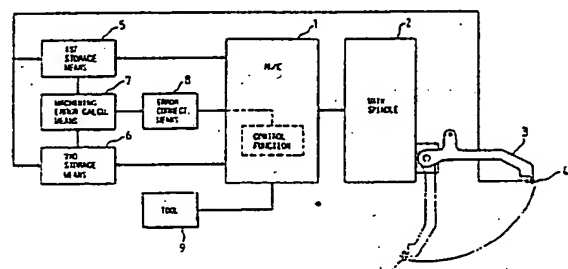 5
1ST
STORAGE
MEANS
7
MACHINING
ERROR CALCU.
MEANS
6
2ND
STORAGE
MEANS
8
ERROR
CORRECT.
MEANS
1
N/C
CONTROL
FUNCTION
TOOL
9
2
MAIN
SPINDLE
3
4